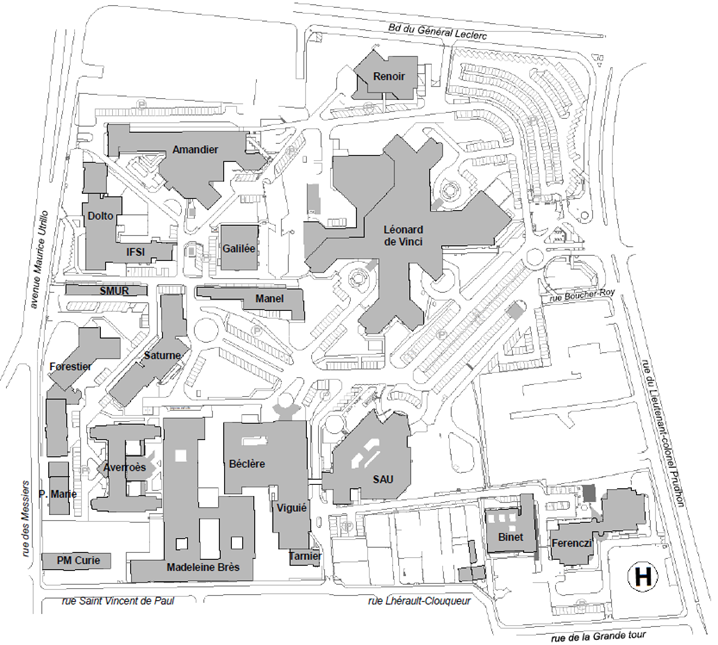 Bd du Général Leclerc
Renoir
P
Amandier
P
P
Dolto
Léonard
de Vinci
IFSI
Galilée
avenue Maurice Utrillo
SMUR
Manel
rue Boucher-Roy
P
P
Saturne
Forestier
rue du Lieutenant-colonel Prudhon
Averroès
Béclère
SAU
P. Marie
P
Viguié
P
rue des Messiers
Binet
Ferenczi
Tarnier
PM Curie
Madeleine Brès
H
rue Saint Vincent de Paul
rue Lhérault-Clouqueur
P
rue de la Grande tour